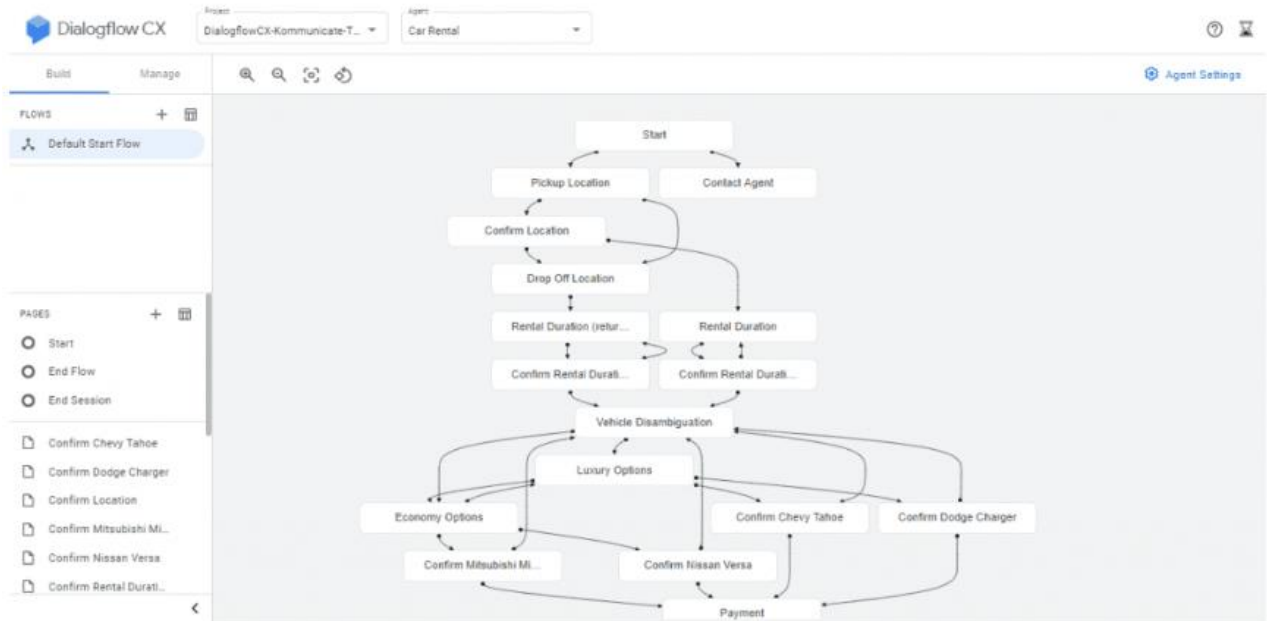 Dialogflow CX
Project
DialogflowCX-Kommunicate-T...
Agent
Car Rental
Build
Manage
Agent Settings
FLOWS
Default Start Flow
PAGES
Start
End Flow
End Session
Confirm Chevy Tahoe
Confirm Dodge Charger
Confirm Location
Confirm Mitsubishi Mi...
Confirm Nissan Versa
Confirm Rental Durati...
Start
Pickup Location
Contact Agent
Confirm Location
Drop Off Location
Rental Duration (retur...
Rental Duration
Confirm Rental Durati...
Confirm Rental Durati...
Vehicle Disambiguation
Luxury Options
Economy Options
Confirm Chevy Tahoe
Confirm Dodge Charger
Confirm Mitsubishi Mi...
Confirm Nissan Versa
Payment